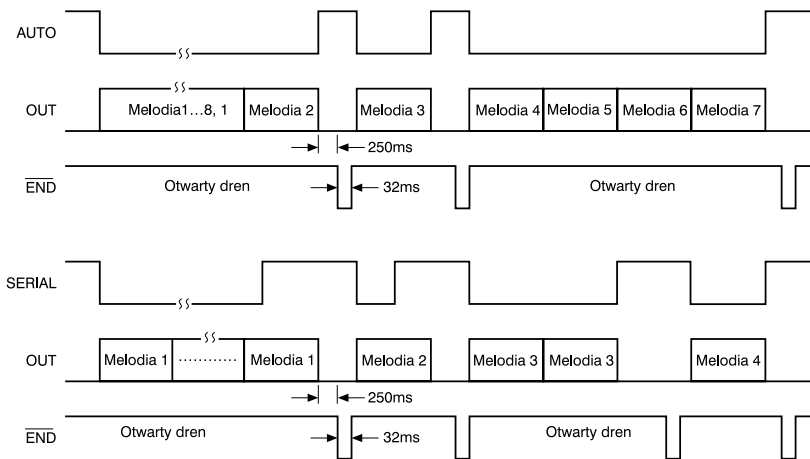 AUTO
OUT Melodia1...8, 1 Melodia 2 Melodia 3 Melodia 4 Melodia 5 Melodia 6 Melodia 7
250ms
END Otwarty dren 32ms Otwarty dren
SERIAL
OUT Melodia 1 ............ Melodia 1 Melodia 2 Melodia 3 Melodia 3 Melodia 4
250ms
END Otwarty dren 32ms Otwarty dren